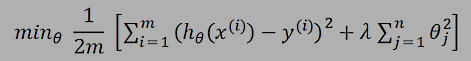 min_θ 1/2m [∑_{i=1}^{m} (h_θ(x^{(i)}) − y^{(i)})^2 + λ ∑_{j=1}^{n} θ_j^2]